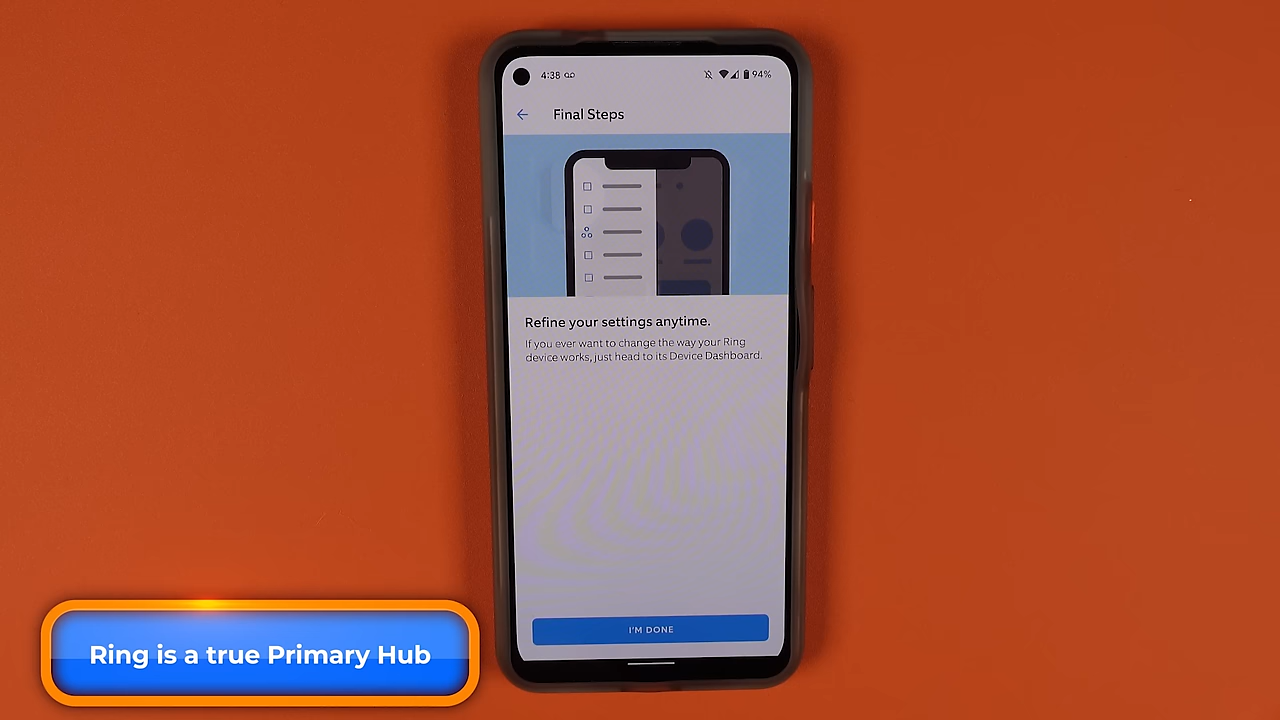 4:38
94%
Final Steps
Refine your settings anytime.
If you ever want to change the way your Ring
device works, just head to its Device Dashboard.
I'M DONE
Ring is a true Primary Hub